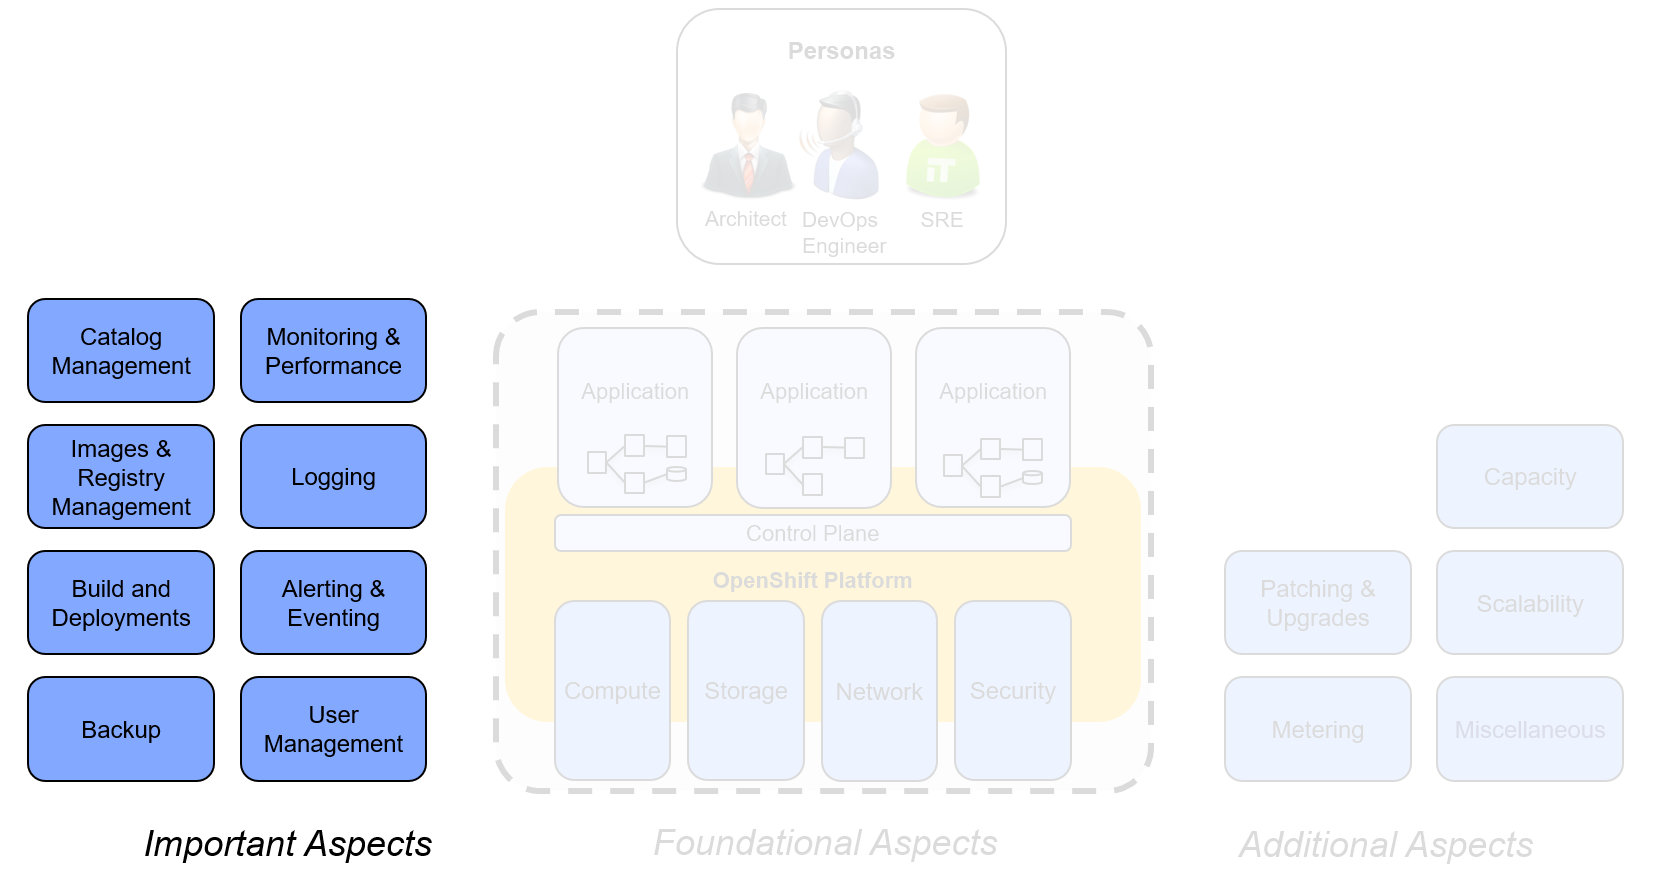 Personas
Architect
DevOps
Engineer
SRE
IT
Catalog
Management
Monitoring &
Performance
Images &
Registry
Management
Logging
Build and
Deployments
Alerting &
Eventing
Backup
User
Management
Important Aspects
Application
Application
Application
Control Plane
OpenShift Platform
Compute
Storage
Network
Security
Foundational Aspects
Capacity
Patching &
Upgrades
Scalability
Metering
Miscellaneous
Additional Aspects